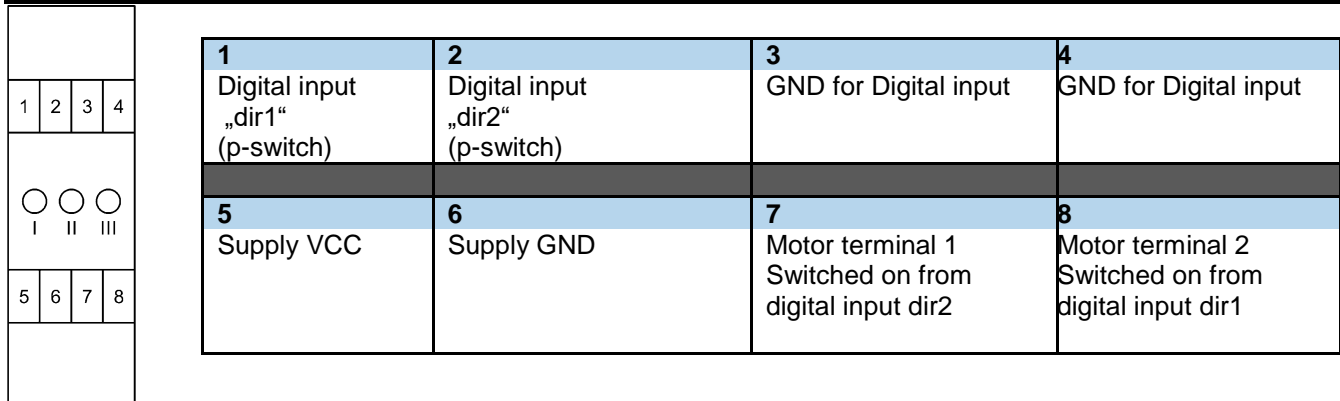 1 2 3 4
I II III
5 6 7 8
1 2 3 4
Digital input Digital input GND for Digital input GND for Digital input
„dir1“ „dir2“
(p-switch) (p-switch)
5 6 7 8
Supply VCC Supply GND Motor terminal 1 Motor terminal 2
Switched on from Switched on from
digital input dir2 digital input dir1